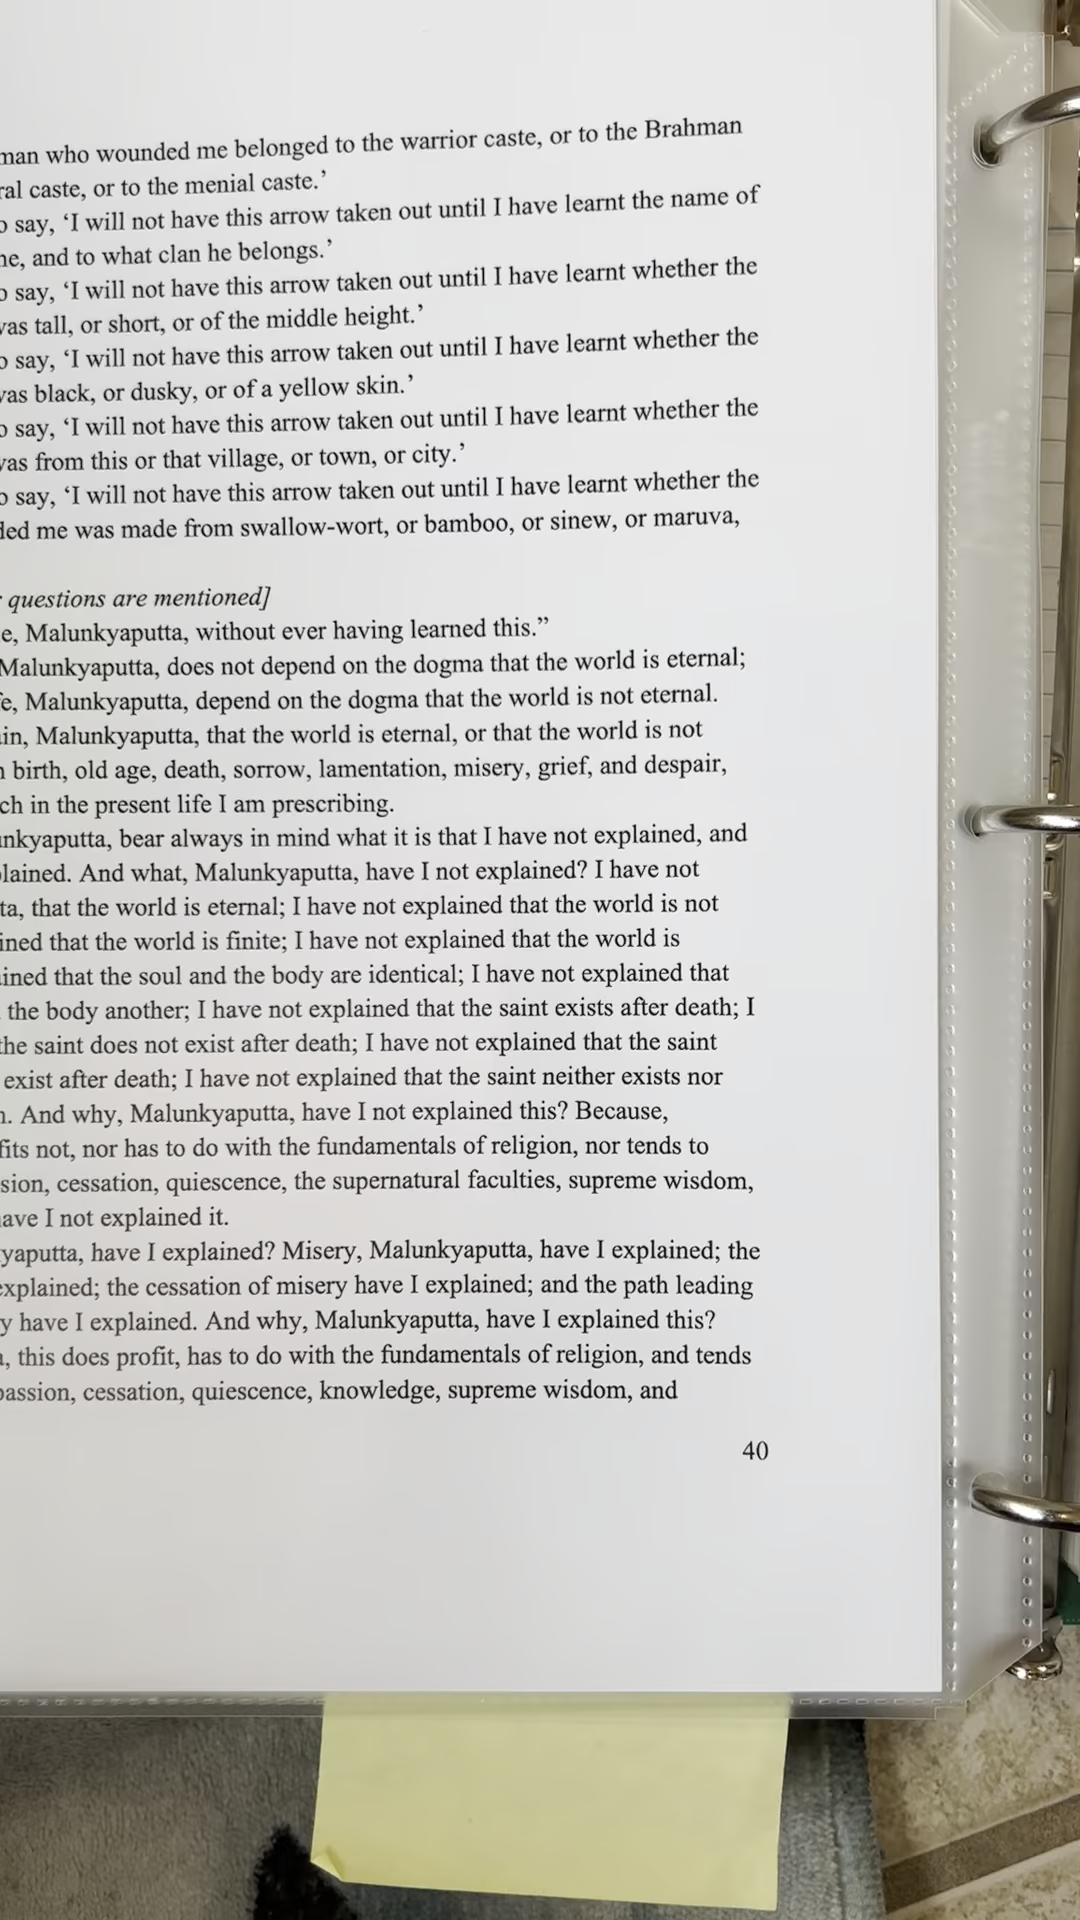 man who wounded me belonged to the warrior caste, or to the Brahman
ral caste, or to the menial caste.’
o say, ‘I will not have this arrow taken out until I have learnt the name of
ne, and to what clan he belongs.’
o say, ‘I will not have this arrow taken out until I have learnt whether the
vas tall, or short, or of the middle height.’
o say, ‘I will not have this arrow taken out until I have learnt whether the
vas black, or dusky, or of a yellow skin.’
o say, ‘I will not have this arrow taken out until I have learnt whether the
vas from this or that village, or town, or city.’
o say, ‘I will not have this arrow taken out until I have learnt whether the
ded me was made from swallow-wort, or bamboo, or sinew, or maruva,
questions are mentioned]
e, Malunkyaputta, without ever having learned this.”
Malunkyaputta, does not depend on the dogma that the world is eternal;
fe, Malunkyaputta, depend on the dogma that the world is not eternal.
in, Malunkyaputta, that the world is eternal, or that the world is not
birth, old age, death, sorrow, lamentation, misery, grief, and despair,
ch in the present life I am prescribing.
nkyaputta, bear always in mind what it is that I have not explained, and
lained. And what, Malunkyaputta, have I not explained? I have not
ta, that the world is eternal; I have not explained that the world is not
ined that the world is finite; I have not explained that the world is
ined that the soul and the body are identical; I have not explained that
the body another; I have not explained that the saint exists after death; I
the saint does not exist after death; I have not explained that the saint
exist after death; I have not explained that the saint neither exists nor
. And why, Malunkyaputta, have I not explained this? Because,
fits not, nor has to do with the fundamentals of religion, nor tends to
sion, cessation, quiescence, the supernatural faculties, supreme wisdom,
ave I not explained it.
yaputta, have I explained? Misery, Malunkyaputta, have I explained; the
explained; the cessation of misery have I explained; and the path leading
y have I explained. And why, Malunkyaputta, have I explained this?
, this does profit, has to do with the fundamentals of religion, and tends
passion, cessation, quiescence, knowledge, supreme wisdom, and
40